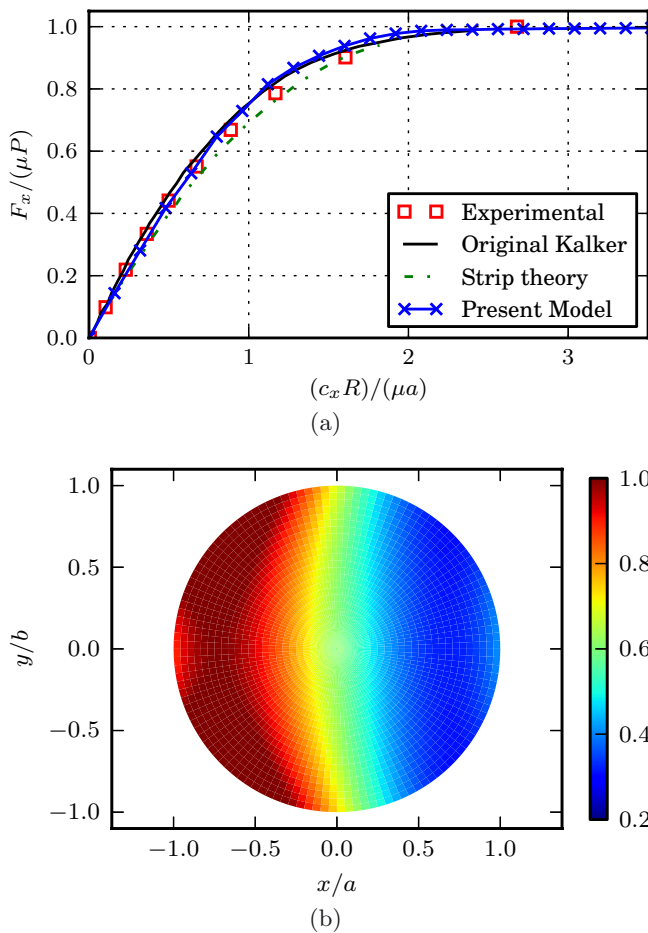 1.0
0.8
0.6
0.4
0.2
0.0
F_x/(μP)
Experimental
Original Kalker
Strip theory
Present Model
0 1 2 3
(c_xR)/(μa)
(a)
1.0
0.5
0.0
−0.5
−1.0
y/b
−1.0 −0.5 0.0 0.5 1.0
x/a
1.0
0.8
0.6
0.4
0.2
(b)